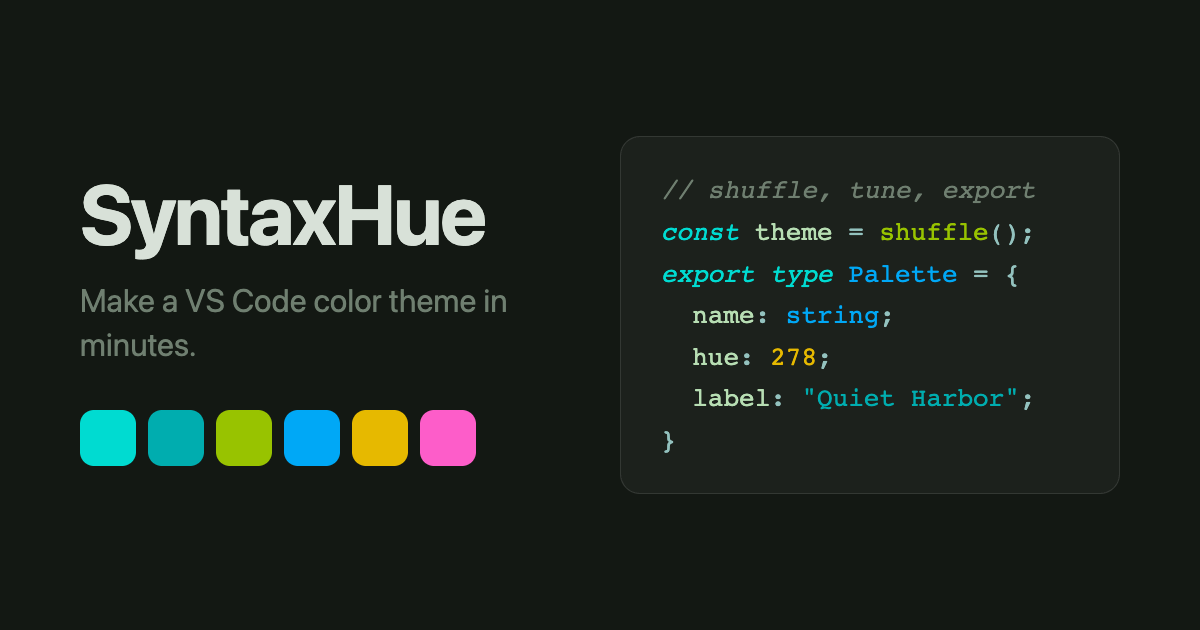 SyntaxHue
Make a VS Code color theme in
minutes.
// shuffle, tune, export
const theme = shuffle();
export type Palette = {
  name: string;
  hue: 278;
  label: "Quiet Harbor";
}